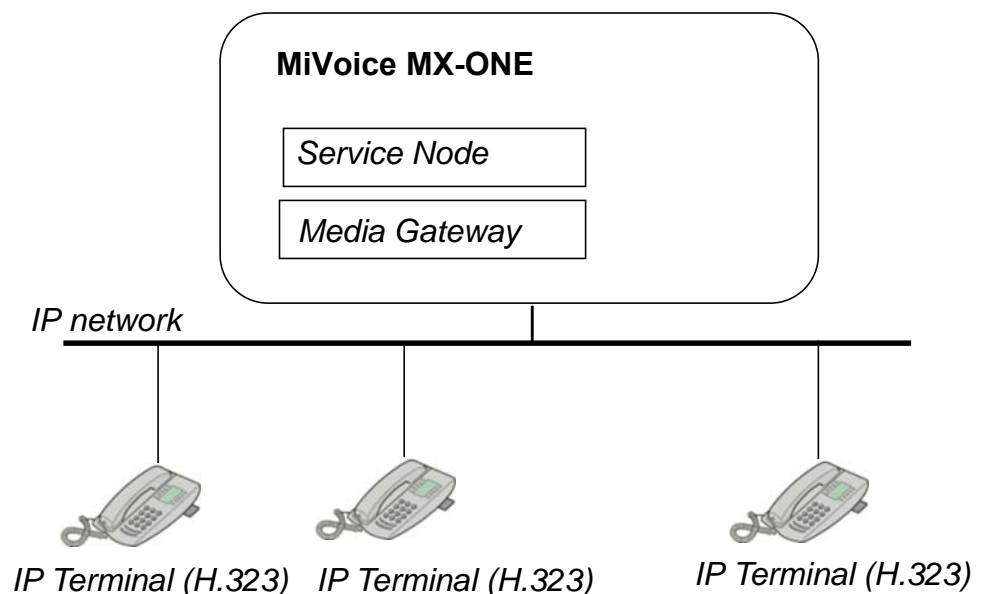 MiVoice MX-ONE
Service Node
Media Gateway
IP network
IP Terminal (H.323)
IP Terminal (H.323)
IP Terminal (H.323)